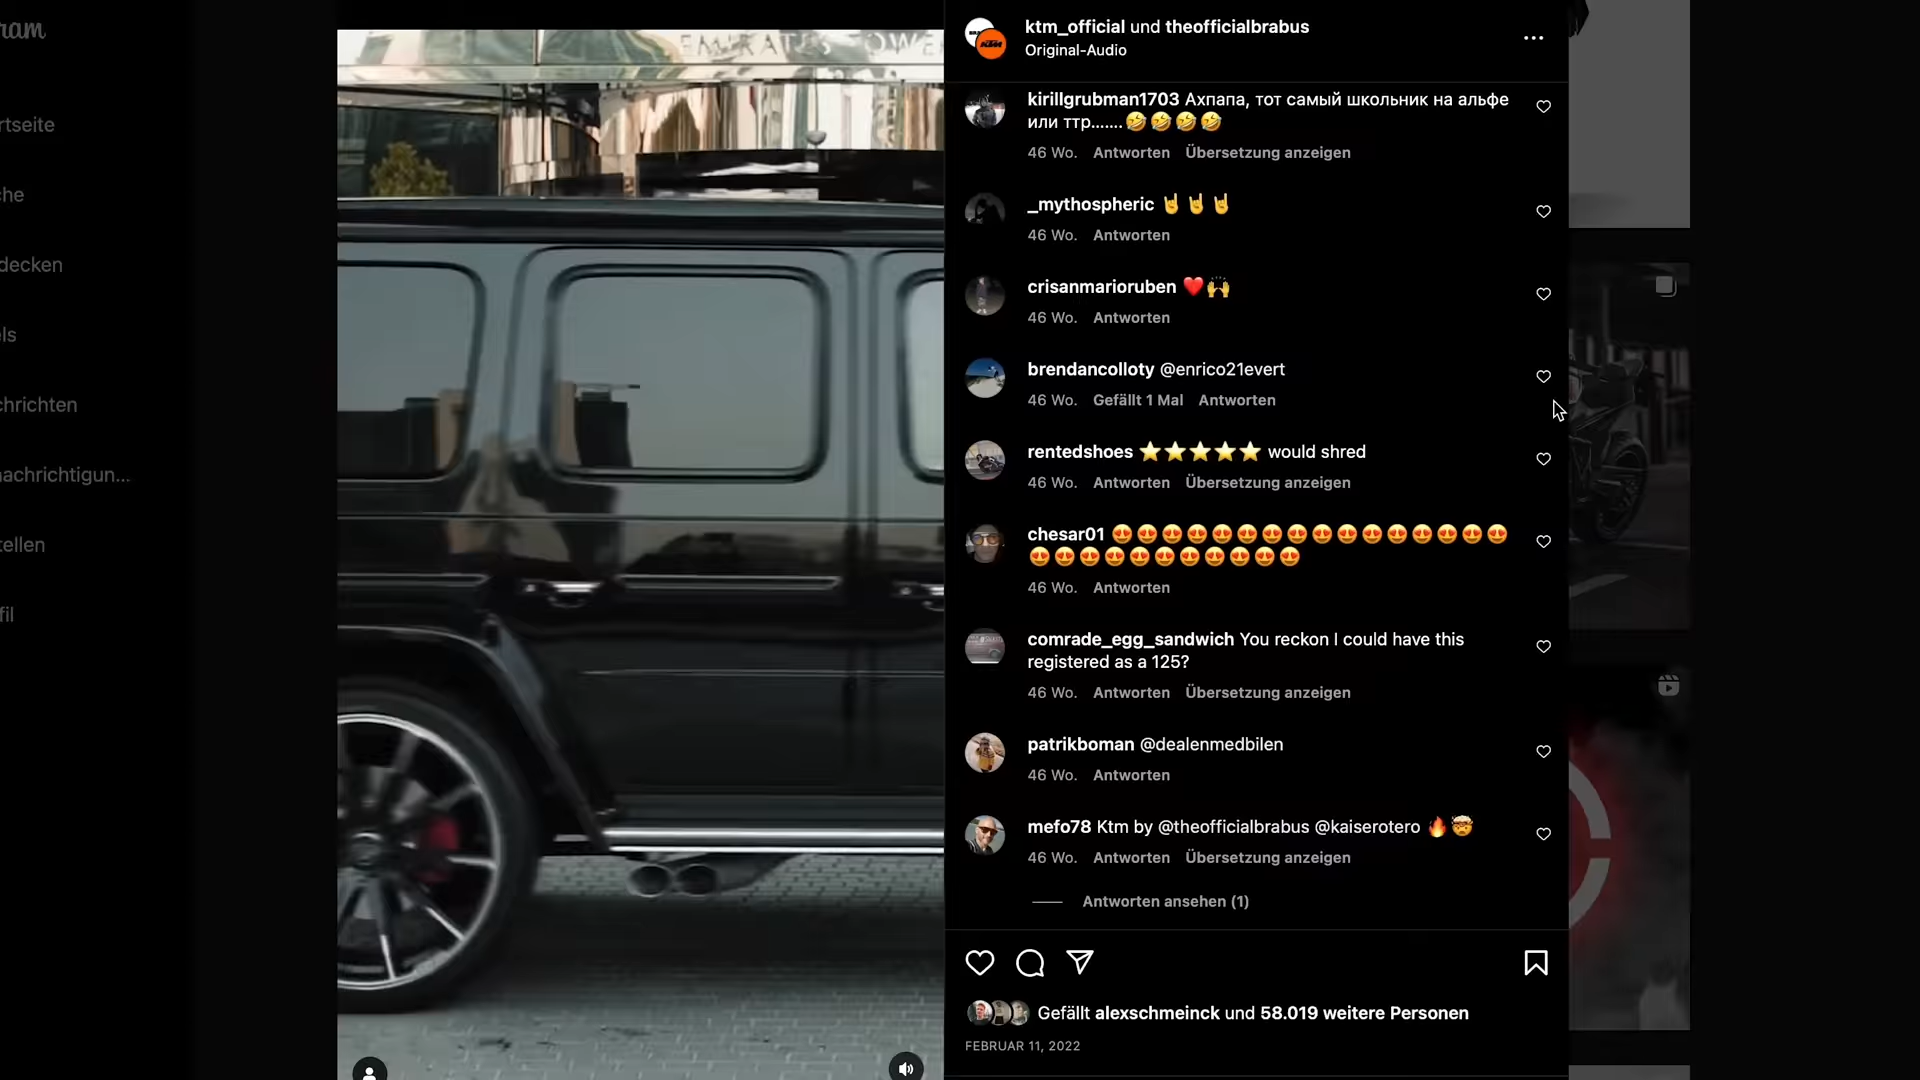 ram
rtseite
che
decken
ls
chrichten
nachrichtigun...
tellen
fil
EMIRATES TOWE
ktm_official und theofficialbrabus
Original-Audio
kirillgrubman1703 Ахпапа, тот самый школьник на альфе
или ттр.......🤣🤣🤣🤣
46 Wo. Antworten Übersetzung anzeigen
_mythospheric 🤘🤘🤘
46 Wo. Antworten
crisanmarioruben ❤️🙌
46 Wo. Antworten
brendancolloty @enrico21evert
46 Wo. Gefällt 1 Mal Antworten
rentedshoes ⭐⭐⭐⭐⭐ would shred
46 Wo. Antworten Übersetzung anzeigen
chesar01 😍😍😍😍😍😍😍😍😍😍😍😍😍😍😍😍
😍😍😍😍😍😍😍😍😍😍😍
46 Wo. Antworten
comrade_egg_sandwich You reckon I could have this
registered as a 125?
46 Wo. Antworten Übersetzung anzeigen
patrikboman @dealenmedbilen
46 Wo. Antworten
mefo78 Ktm by @theofficialbrabus @kaiserotero 🔥🤯
46 Wo. Antworten Übersetzung anzeigen
Antworten ansehen (1)
Gefällt alexschmeinck und 58.019 weitere Personen
FEBRUAR 11, 2022